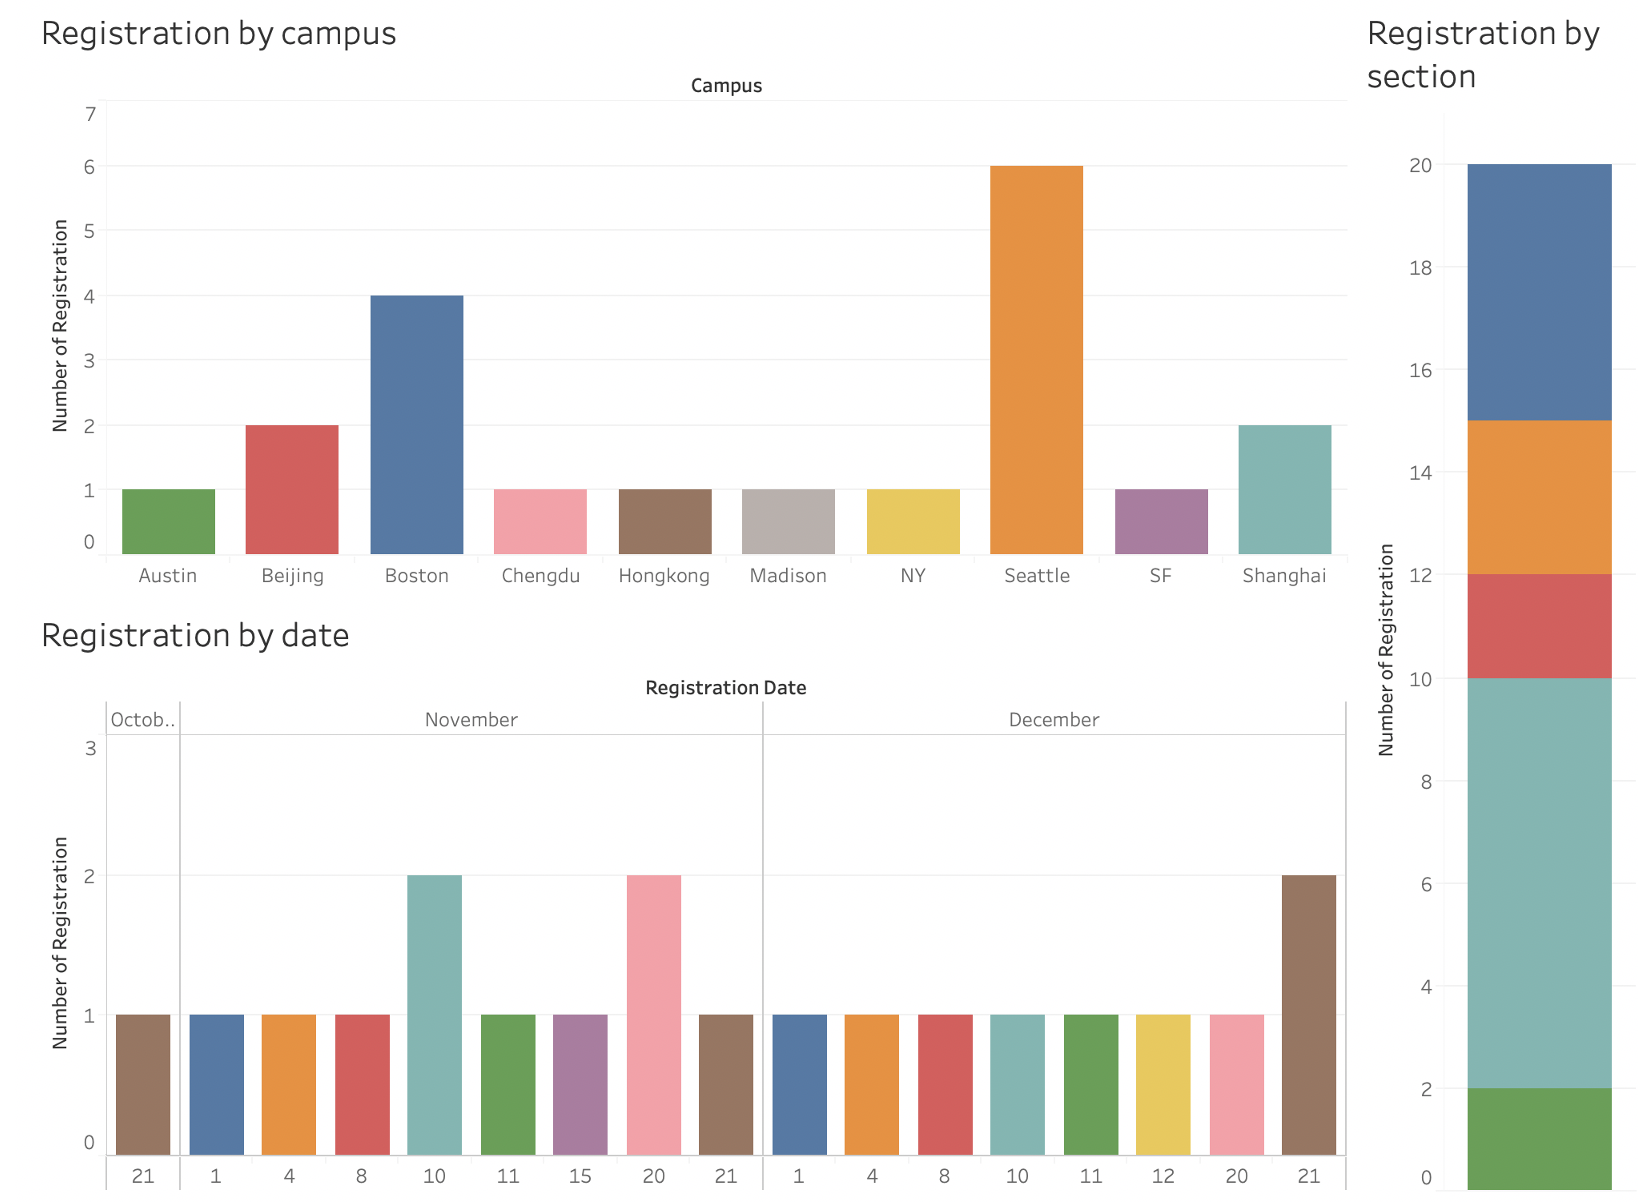 Registration by campus
Campus
Number of Registration
7
6
5
4
3
2
1
0
Austin Beijing Boston Chengdu Hongkong Madison NY Seattle SF Shanghai
Registration by date
Registration Date
Octob.. November December
Number of Registration
3
2
1
0
21 1 4 8 10 11 15 20 21 1 4 8 10 11 12 20 21
Registration by
section
Number of Registration
20
18
16
14
12
10
8
6
4
2
0